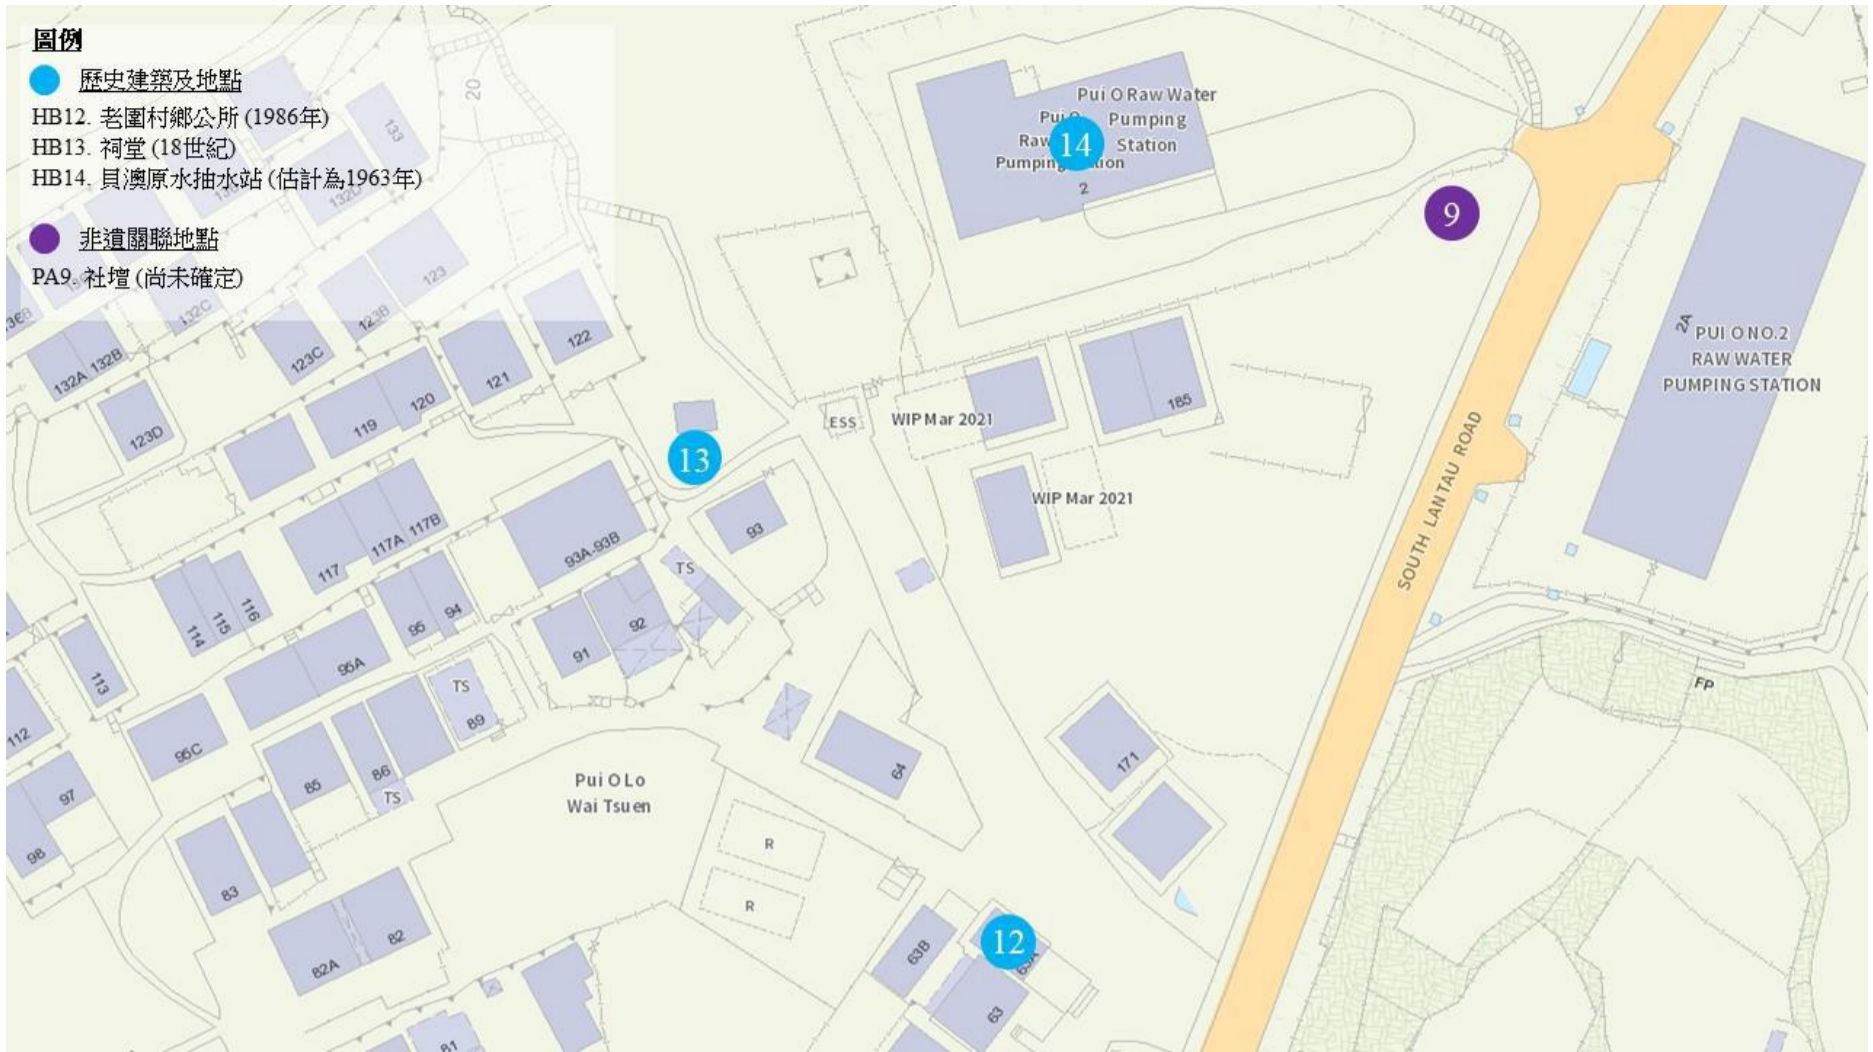 圖例
歷史建築及地點
HB12. 老圍村鄉公所 (1986年)
HB13. 祠堂 (18世紀)
HB14. 貝澳原水抽水站 (估計為1963年)
非遺關聯地點
PA9. 社壇 (尚未確定)
20
133
132D
123
123B
132C
123C
122
121
120
119
132A
132B
123D
Pui O Raw Water
Pumping
Station
14
2
9
2A
PUI O NO.2
RAW WATER
PUMPING STATION
185
WIP Mar 2021
ESS
13
WIP Mar 2021
SOUTH LANTAU ROAD
93
93A-93B
117B
117A
117
TS
116
115
114
94
95
92
91
95A
113
TS
89
112
95C
86
85
TS
64
171
FP
97
98
Pui O Lo
Wai Tsuen
R
R
83
82
82A
12
63B
63A
63
81